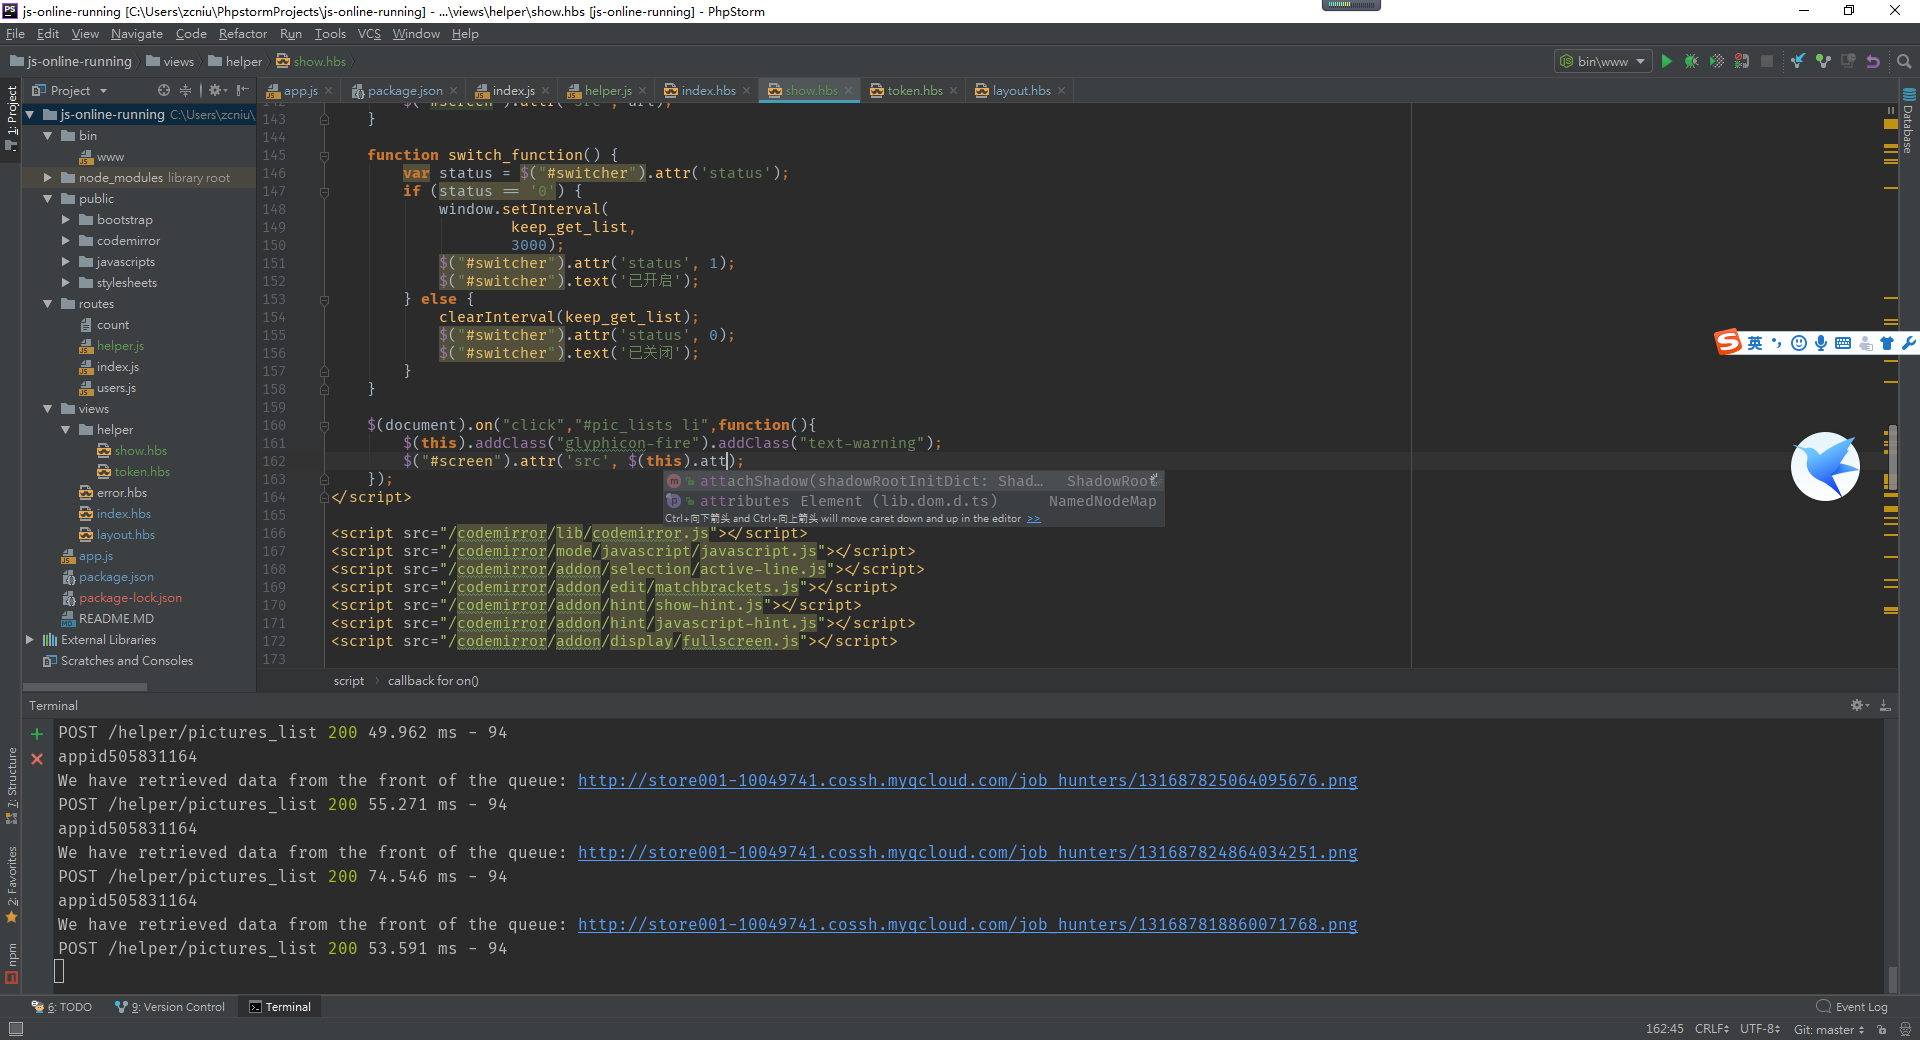 js-online-running [C:\Users\zcniu\PhpstormProjects\js-online-running] - ...\views\helper\show.hbs [js-online-running] - PhpStorm
File Edit View Navigate Code Refactor Run Tools VCS Window Help
js-online-running views helper show.hbs bin\www
1: Project
Project
app.js package.json index.js helper.js index.hbs show.hbs token.hbs layout.hbs
Database
js-online-running C:\Users\zcniu\
bin
www
node_modules library root
public
bootstrap
codemirror
javascripts
stylesheets
routes
count
helper.js
index.js
users.js
views
helper
show.hbs
token.hbs
error.hbs
index.hbs
layout.hbs
app.js
package.json
package-lock.json
README.MD
External Libraries
Scratches and Consoles
142 $("#screen").attr('src', url);
143 }
144
145 function switch_function() {
146 var status = $("#switcher").attr('status');
147 if (status == '0') {
148 window.setInterval(
149 keep_get_list,
150 3000);
151 $("#switcher").attr('status', 1);
152 $("#switcher").text('已开启');
153 } else {
154 clearInterval(keep_get_list);
155 $("#switcher").attr('status', 0);
156 $("#switcher").text('已关闭');
157 }
158 }
159
160 $(document).on("click","#pic_lists li",function(){
161 $(this).addClass("glyphicon-fire").addClass("text-warning");
162 $("#screen").attr('src', $(this).att);
163 });
164 </script>
165
166 <script src="/codemirror/lib/codemirror.js"></script>
167 <script src="/codemirror/mode/javascript/javascript.js"></script>
168 <script src="/codemirror/addon/selection/active-line.js"></script>
169 <script src="/codemirror/addon/edit/matchbrackets.js"></script>
170 <script src="/codemirror/addon/hint/show-hint.js"></script>
171 <script src="/codemirror/addon/hint/javascript-hint.js"></script>
172 <script src="/codemirror/addon/display/fullscreen.js"></script>
173
m attachShadow(shadowRootInitDict: Shad… ShadowRoot
p attributes Element (lib.dom.d.ts) NamedNodeMap
Ctrl+向下箭头 and Ctrl+向上箭头 will move caret down and up in the editor >>
S 英
script callback for on()
Terminal
POST /helper/pictures_list 200 49.962 ms - 94
appid505831164
We have retrieved data from the front of the queue: http://store001-10049741.cossh.myqcloud.com/job_hunters/131687825064095676.png
POST /helper/pictures_list 200 55.271 ms - 94
appid505831164
We have retrieved data from the front of the queue: http://store001-10049741.cossh.myqcloud.com/job_hunters/131687824864034251.png
POST /helper/pictures_list 200 74.546 ms - 94
appid505831164
We have retrieved data from the front of the queue: http://store001-10049741.cossh.myqcloud.com/job_hunters/131687818860071768.png
POST /helper/pictures_list 200 53.591 ms - 94
7: Structure
2: Favorites
npm
6: TODO 9: Version Control Terminal Event Log
162:45 CRLF UTF-8 Git: master